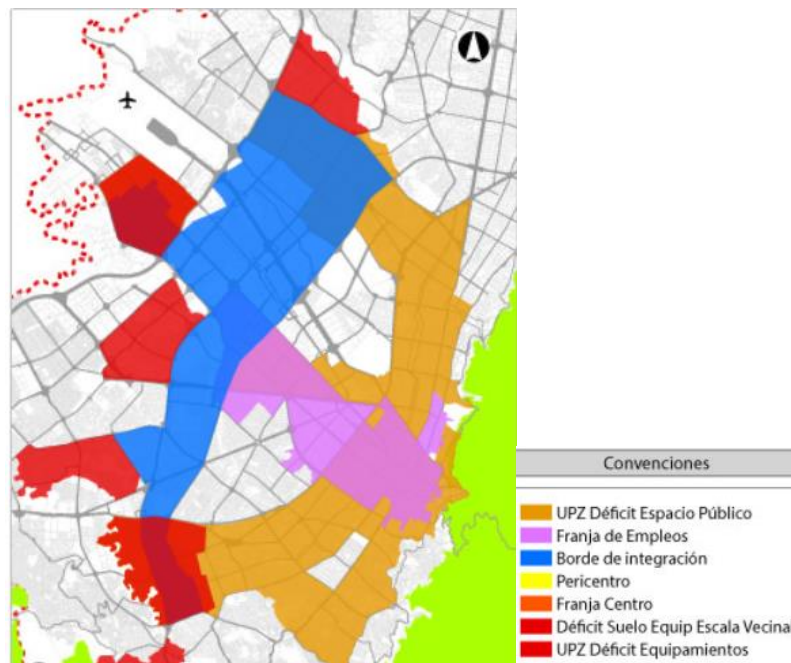 Convenciones
UPZ Déficit Espacio Público
Franja de Empleos
Borde de integración
Pericentro
Franja Centro
Déficit Suelo Equip Escala Vecinal
UPZ Déficit Equipamientos